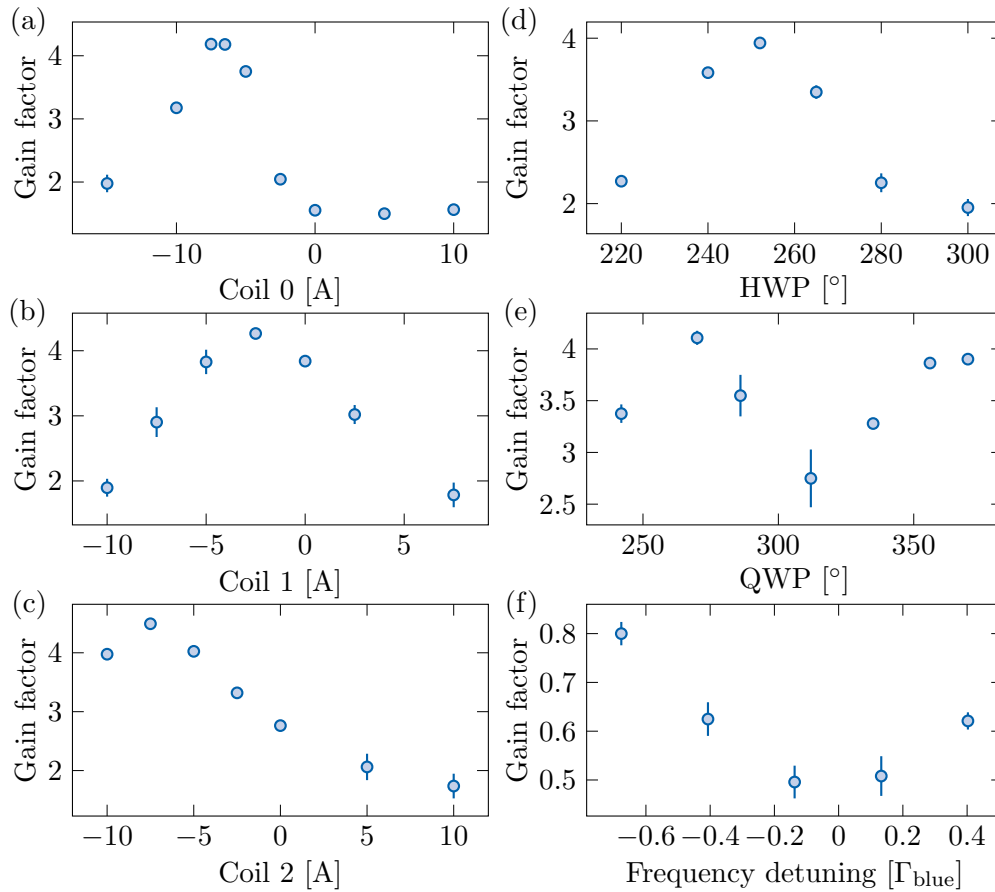 (a)
Gain factor
4
3
2
−10 0 10
Coil 0 [A]
(d)
Gain factor
4
3
2
220 240 260 280 300
HWP [°]
(b)
Gain factor
4
3
2
−10 −5 0 5
Coil 1 [A]
(e)
Gain factor
4
3.5
3
2.5
250 300 350
QWP [°]
(c)
Gain factor
4
3
2
−10 −5 0 5 10
Coil 2 [A]
(f)
Gain factor
0.8
0.7
0.6
0.5
−0.6 −0.4 −0.2 0 0.2 0.4
Frequency detuning [Γblue]